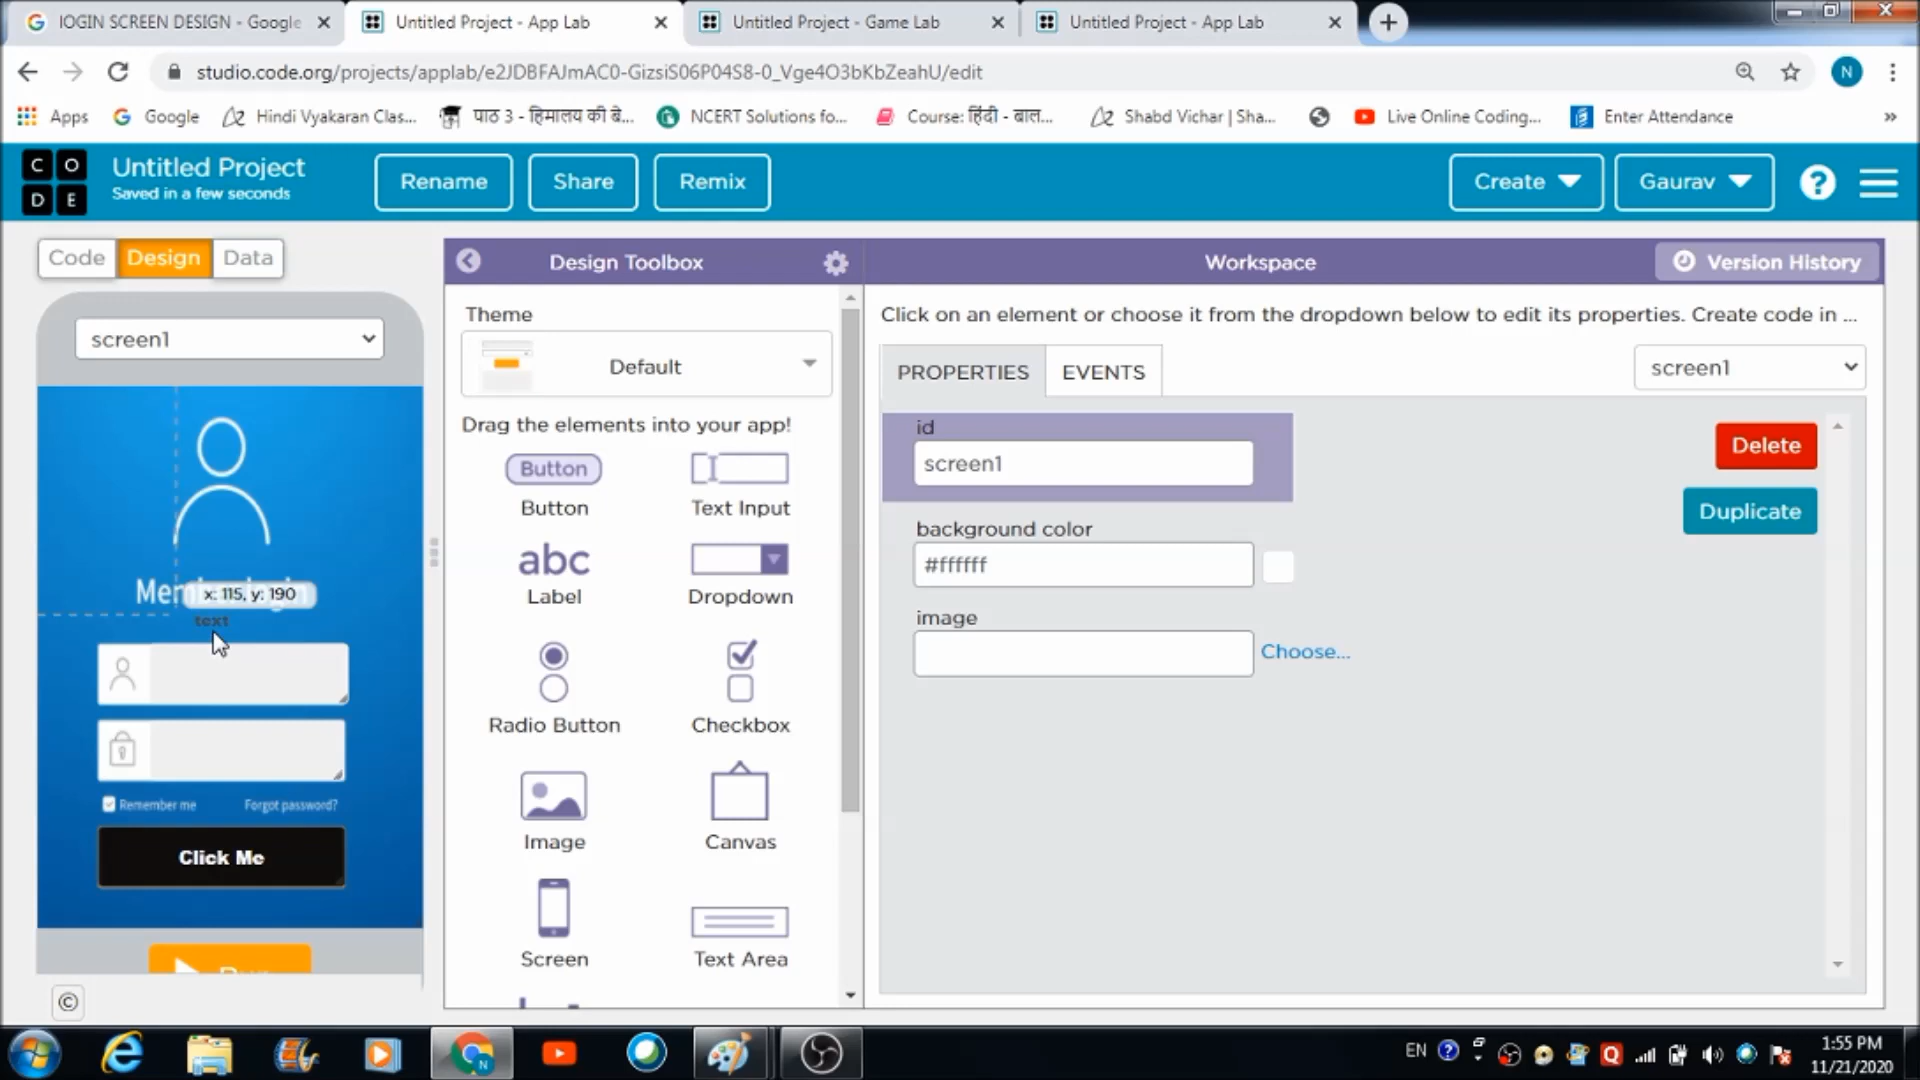 lOGIN SCREEN DESIGN - Google
Untitled Project - App Lab
Untitled Project - Game Lab
Untitled Project - App Lab
studio.code.org/projects/applab/e2JDBFAJmAC0-GizsiS06P04S8-0_Vge4O3bKbZeahU/edit
N
Apps
Google
Hindi Vyakaran Clas...
पाठ 3 - हिमालय की बे...
NCERT Solutions fo...
Course: हिंदी - बाल...
Shabd Vichar | Sha...
Live Online Coding...
Enter Attendance
»
C O
D E
Untitled Project
Saved in a few seconds
Rename
Share
Remix
Create
Gaurav
?
Code
Design
Data
Design Toolbox
Workspace
Version History
screen1
x: 115, y: 190
text
Remember me
Forgot password?
Click Me
©
Theme
Default
Drag the elements into your app!
Button
Button
Text Input
abc
Label
Dropdown
Radio Button
Checkbox
Image
Canvas
Screen
Text Area
Click on an element or choose it from the dropdown below to edit its properties. Create code in ...
PROPERTIES
EVENTS
screen1
id
screen1
Delete
Duplicate
background color
#ffffff
image
Choose...
EN
1:55 PM
11/21/2020